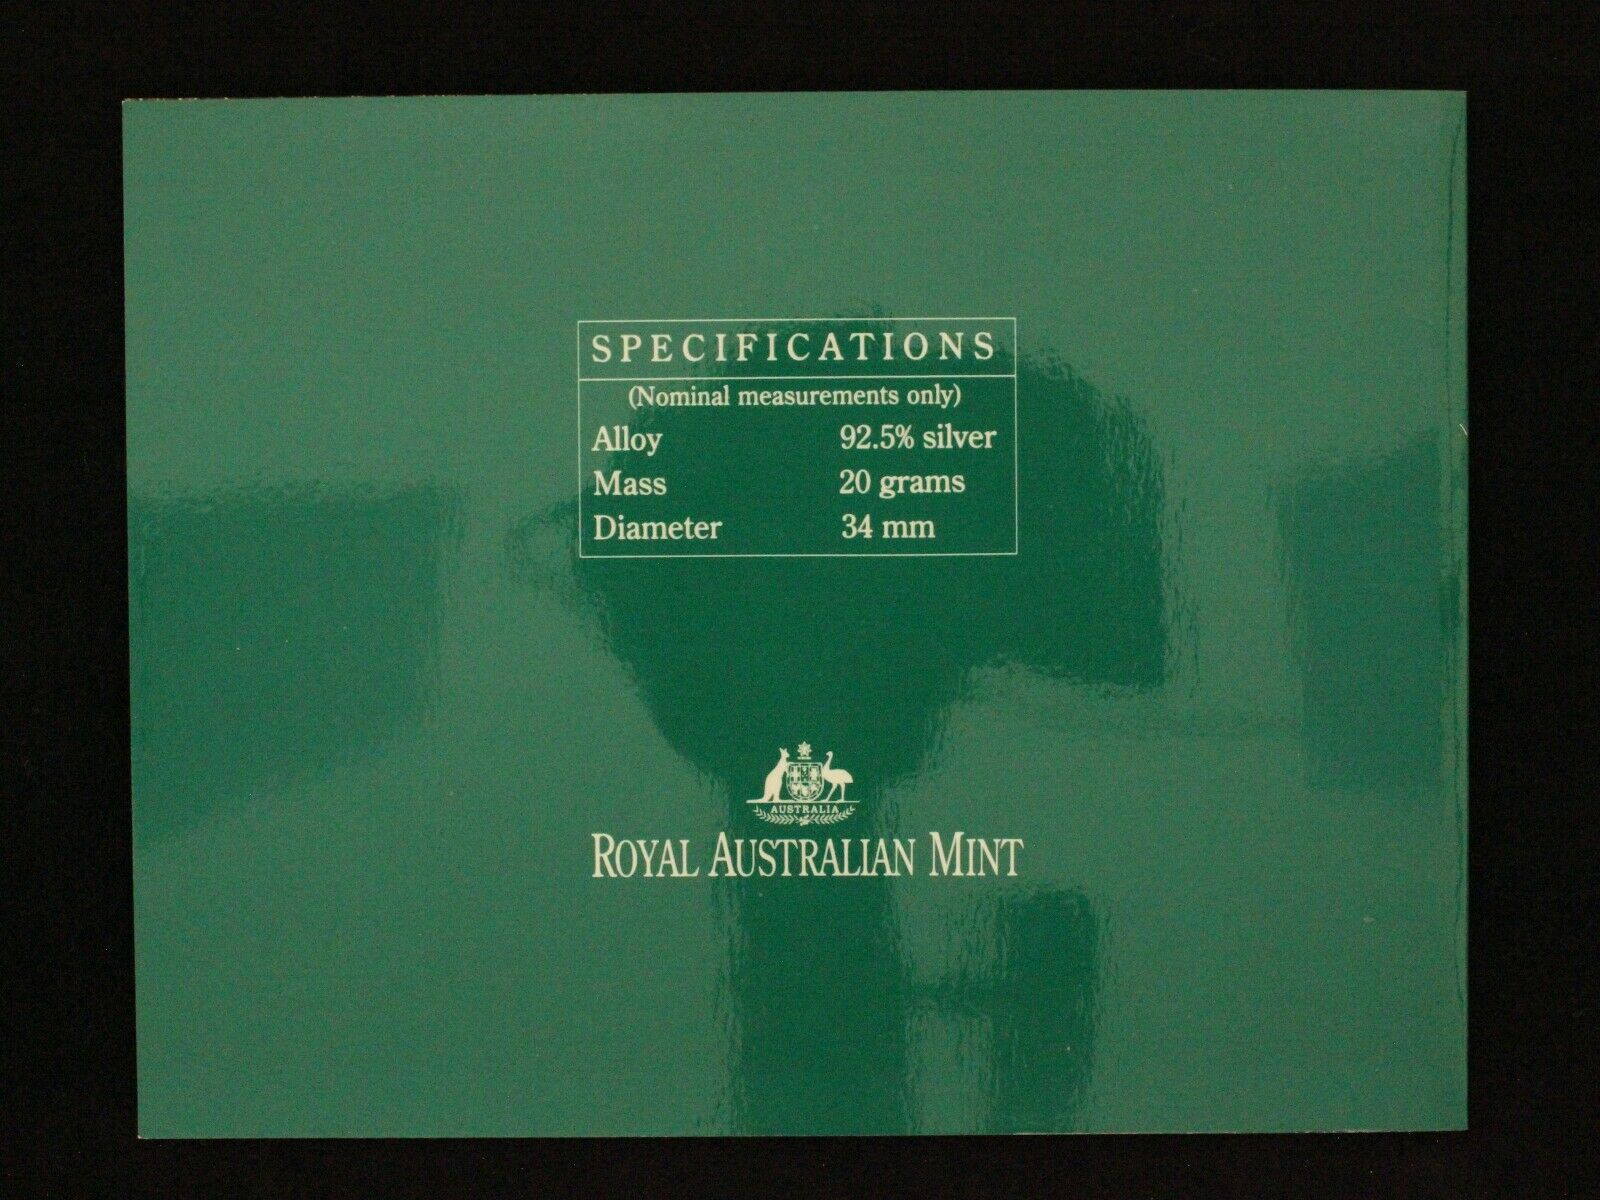 SPECIFICATIONS
(Nominal measurements only)
Alloy 92.5% silver
Mass 20 grams
Diameter 34 mm
AUSTRALIA
ROYAL AUSTRALIAN MINT